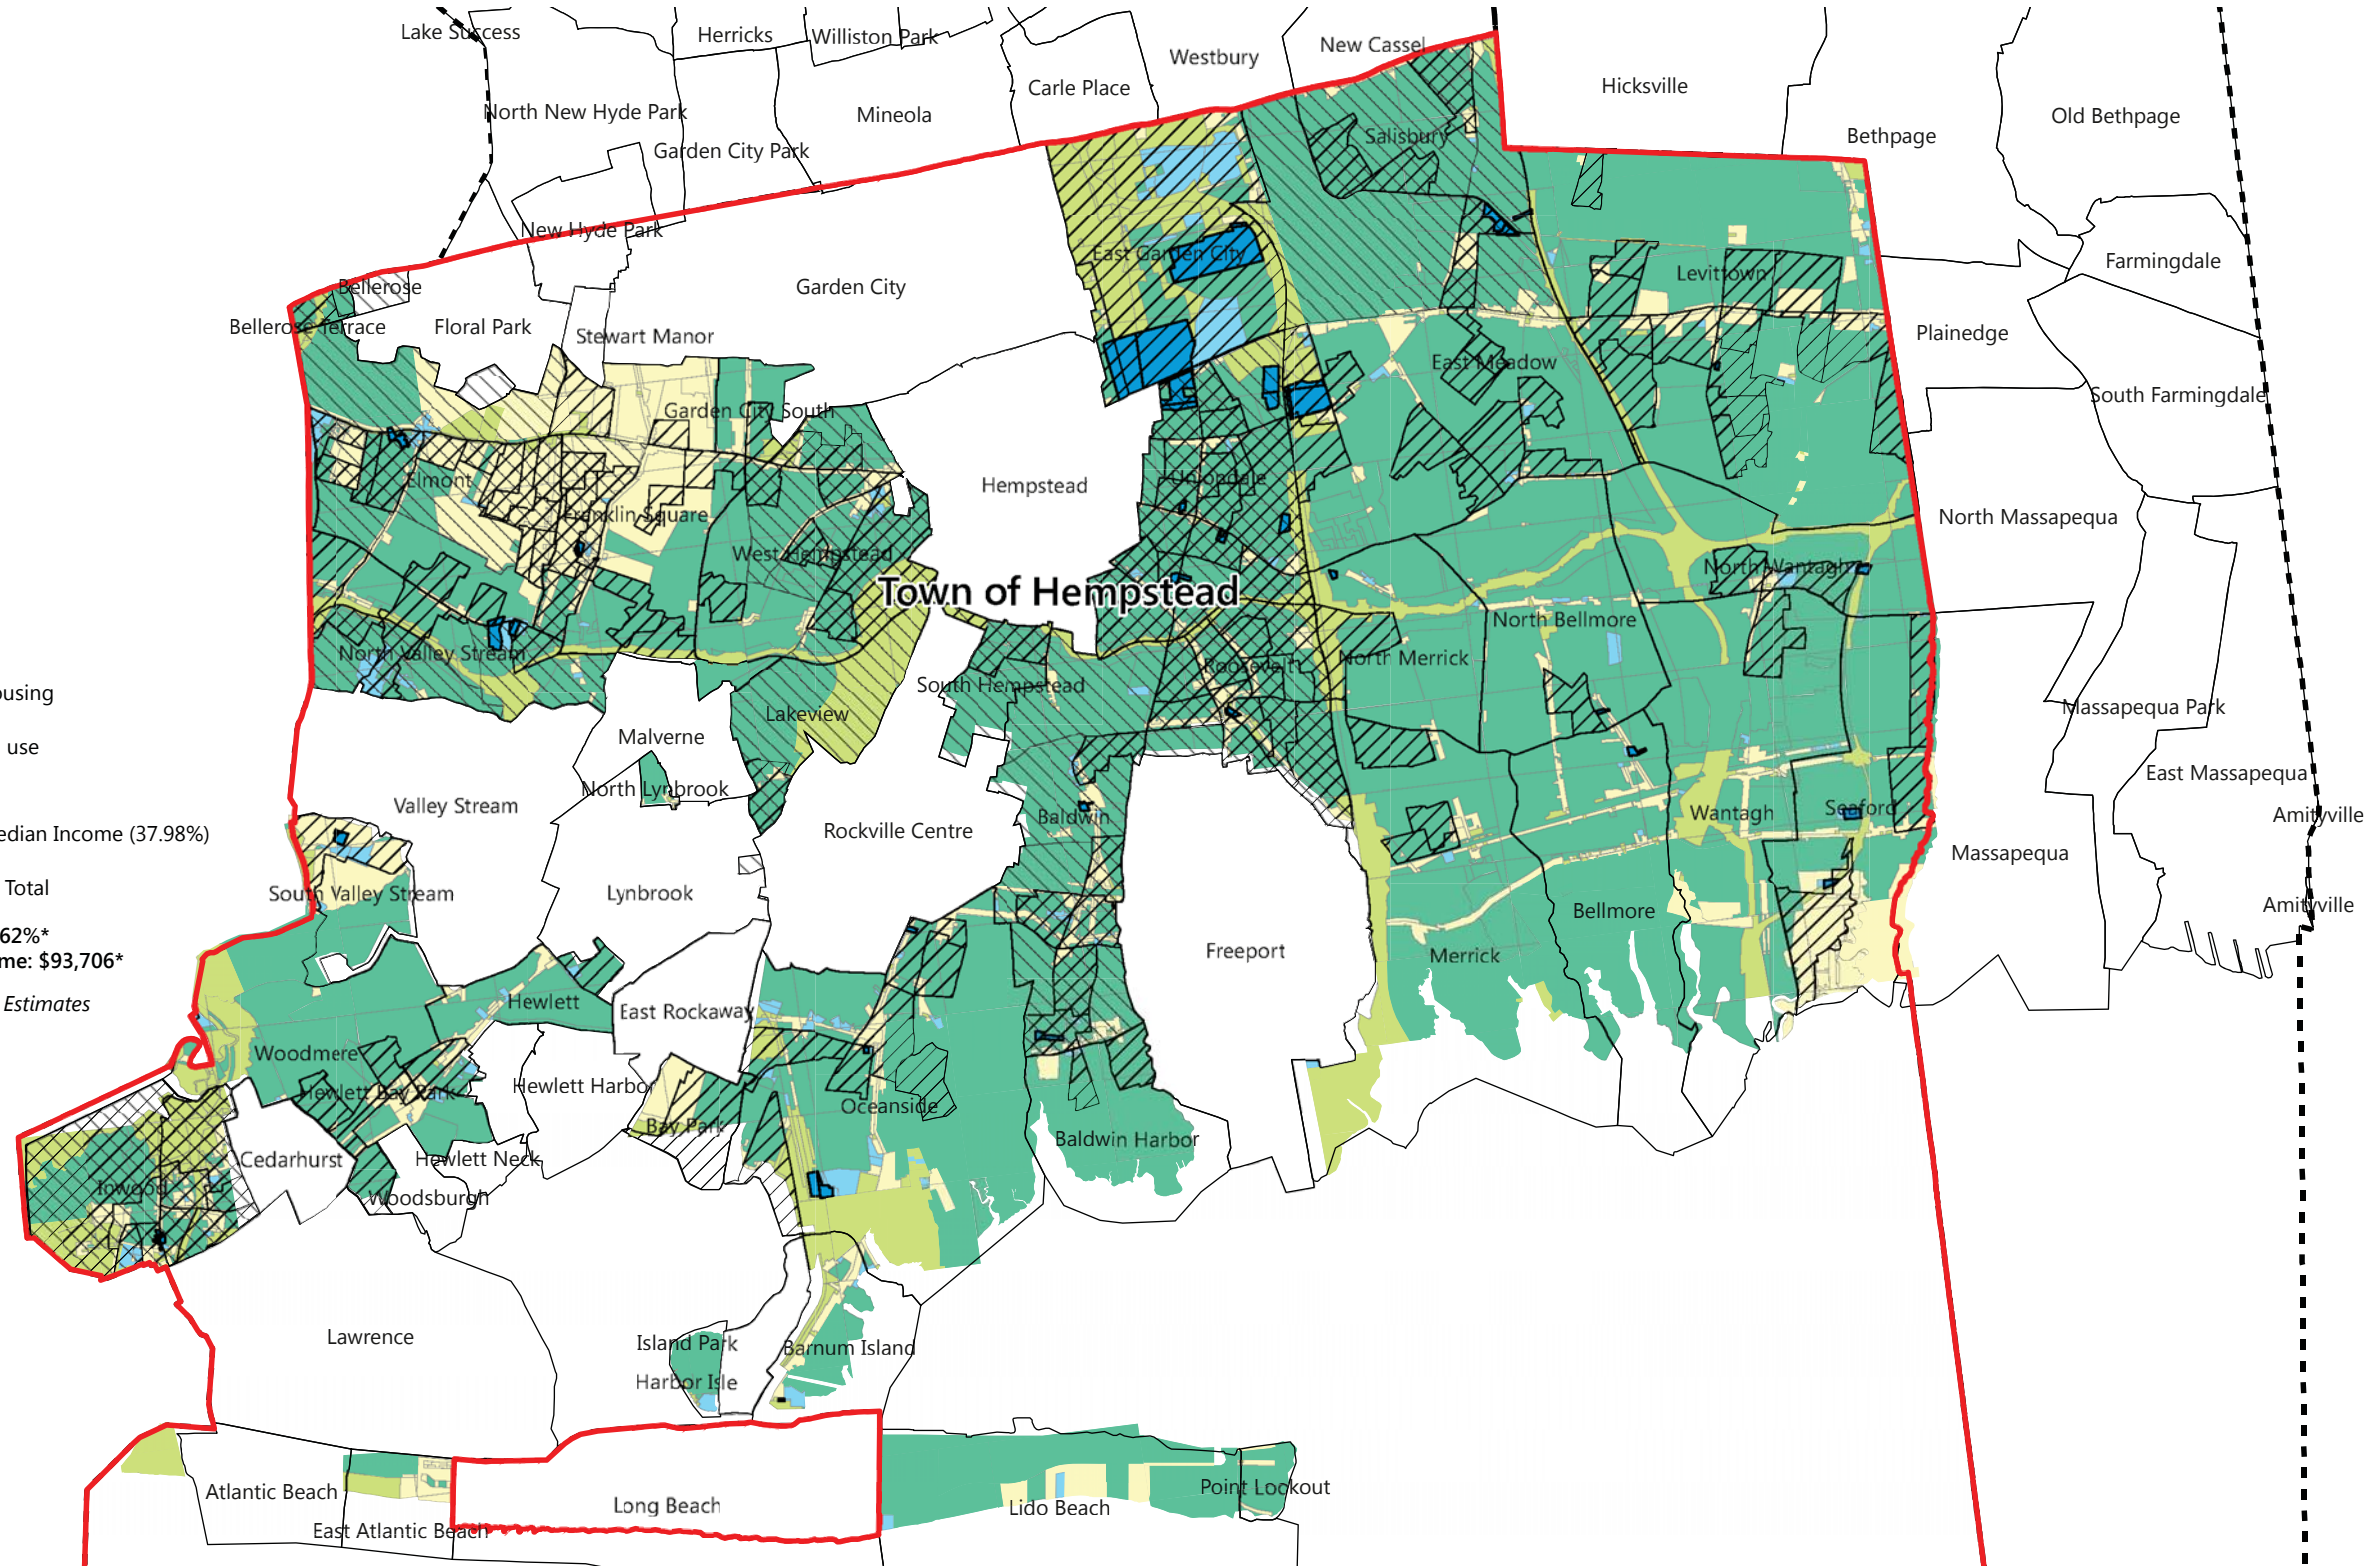 Lake Success
Herricks
Williston Park
New Cassel
Westbury
Carle Place
Hicksville
North New Hyde Park
Mineola
Old Bethpage
Bethpage
Salisbury
Garden City Park
New Hyde Park
East Garden City
Farmingdale
Levittown
Bellerose
Garden City
Bellerose Terrace
Floral Park
Stewart Manor
Plainedge
East Meadow
South Farmingdale
Garden City South
Elmont
Hempstead
Uniondale
Franklin Square
North Massapequa
West Hempstead
North Wantagh
Town of Hempstead
North Bellmore
North Valley Stream
North Merrick
Roosevelt
South Hempstead
ousing
Lakeview
Massapequa Park
Malverne
use
East Massapequa
North Lynbrook
Valley Stream
Baldwin
Wantagh
Seaford
Amityville
edian Income (37.98%)
Rockville Centre
Massapequa
Total
South Valley Stream
Lynbrook
Bellmore
Amityville
62%*
Freeport
Merrick
me: $93,706*
Estimates
Hewlett
East Rockaway
Woodmere
Hewlett Bay Park
Hewlett Harbor
Oceanside
Bay Park
Baldwin Harbor
Cedarhurst
Hewlett Neck
Inwood
Woodsburgh
Lawrence
Island Park
Barnum Island
Harbor Isle
Atlantic Beach
Long Beach
Lido Beach
Point Lookout
East Atlantic Beach